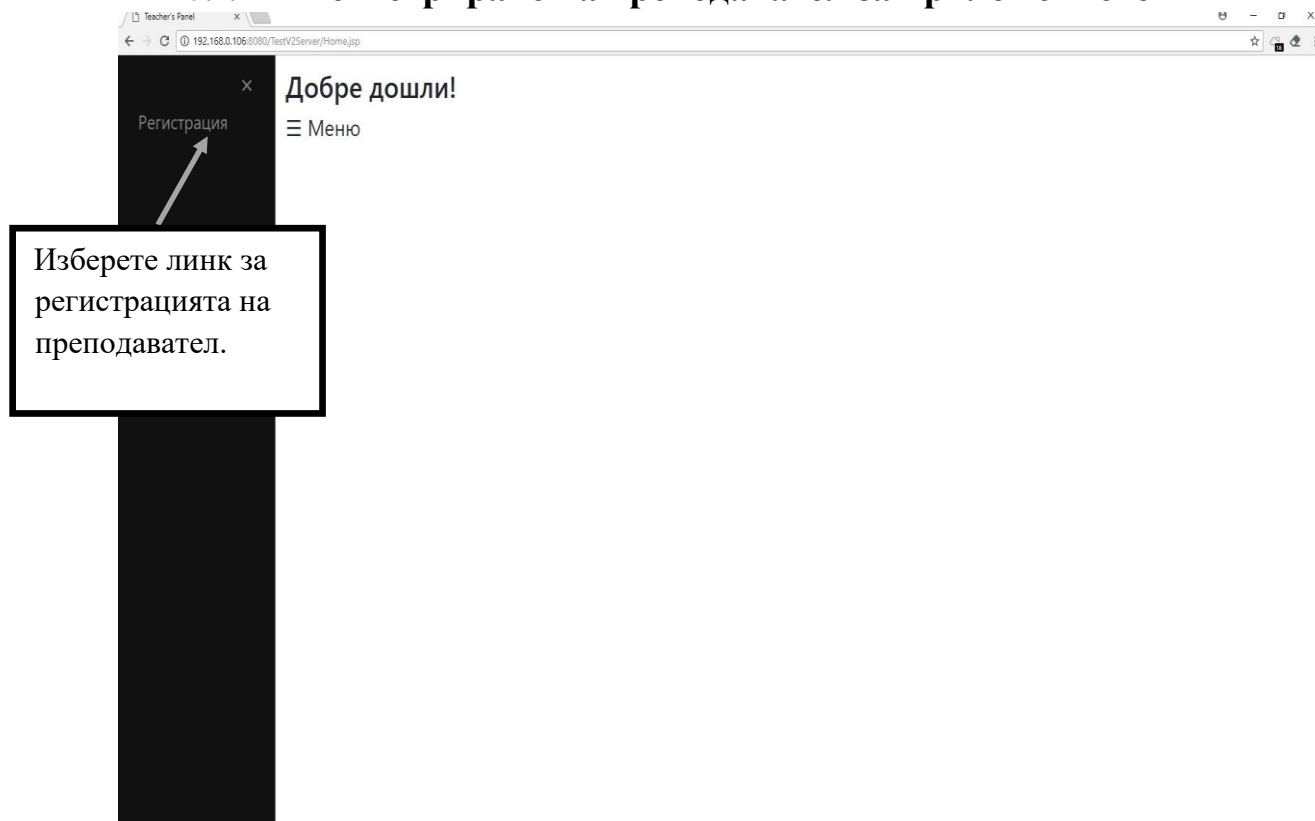 Teacher's Panel
192.168.0.106:8080/TestV2Server/Home.jsp
18
Добре дошли!
Регистрация
☰ Меню
Изберете линк за
регистрацията на
преподавател.